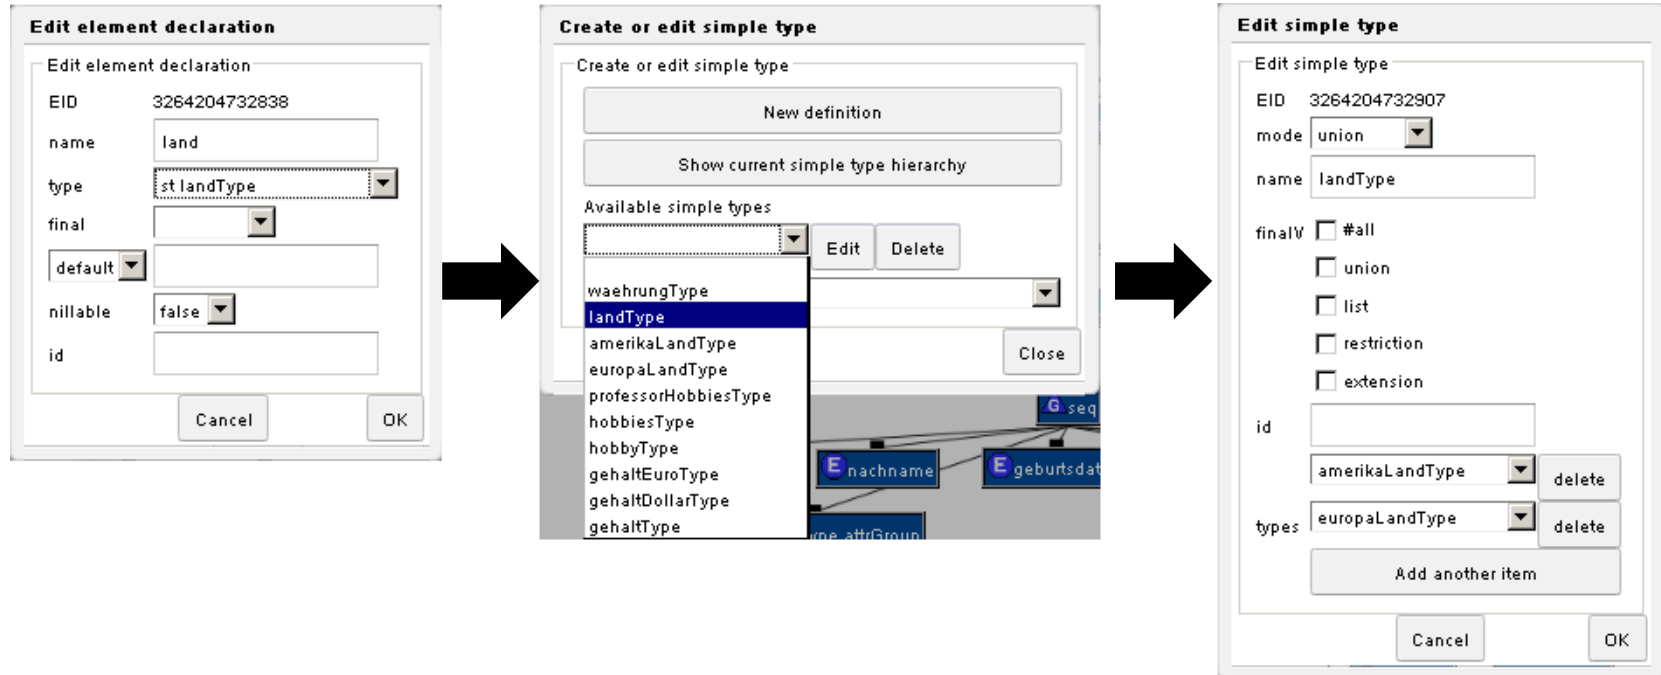 Edit element declaration
Edit element declaration
EID 3264204732838
name land
type st landType
final
default
nillable false
id
Cancel OK
Create or edit simple type
Create or edit simple type
New definition
Show current simple type hierarchy
Available simple types
Edit Delete
waehrungType
landType
amerikaLandType
europaLandType
professorHobbiesType
hobbiesType
hobbyType
gehaltEuroType
gehaltDollarType
gehaltType
Close
G seq
E nachname
E geburtsdat
attrGroup
Edit simple type
Edit simple type
EID 3264204732907
mode union
name landType
finalV #all
union
list
restriction
extension
id
amerikaLandType delete
types europaLandType delete
Add another item
Cancel OK